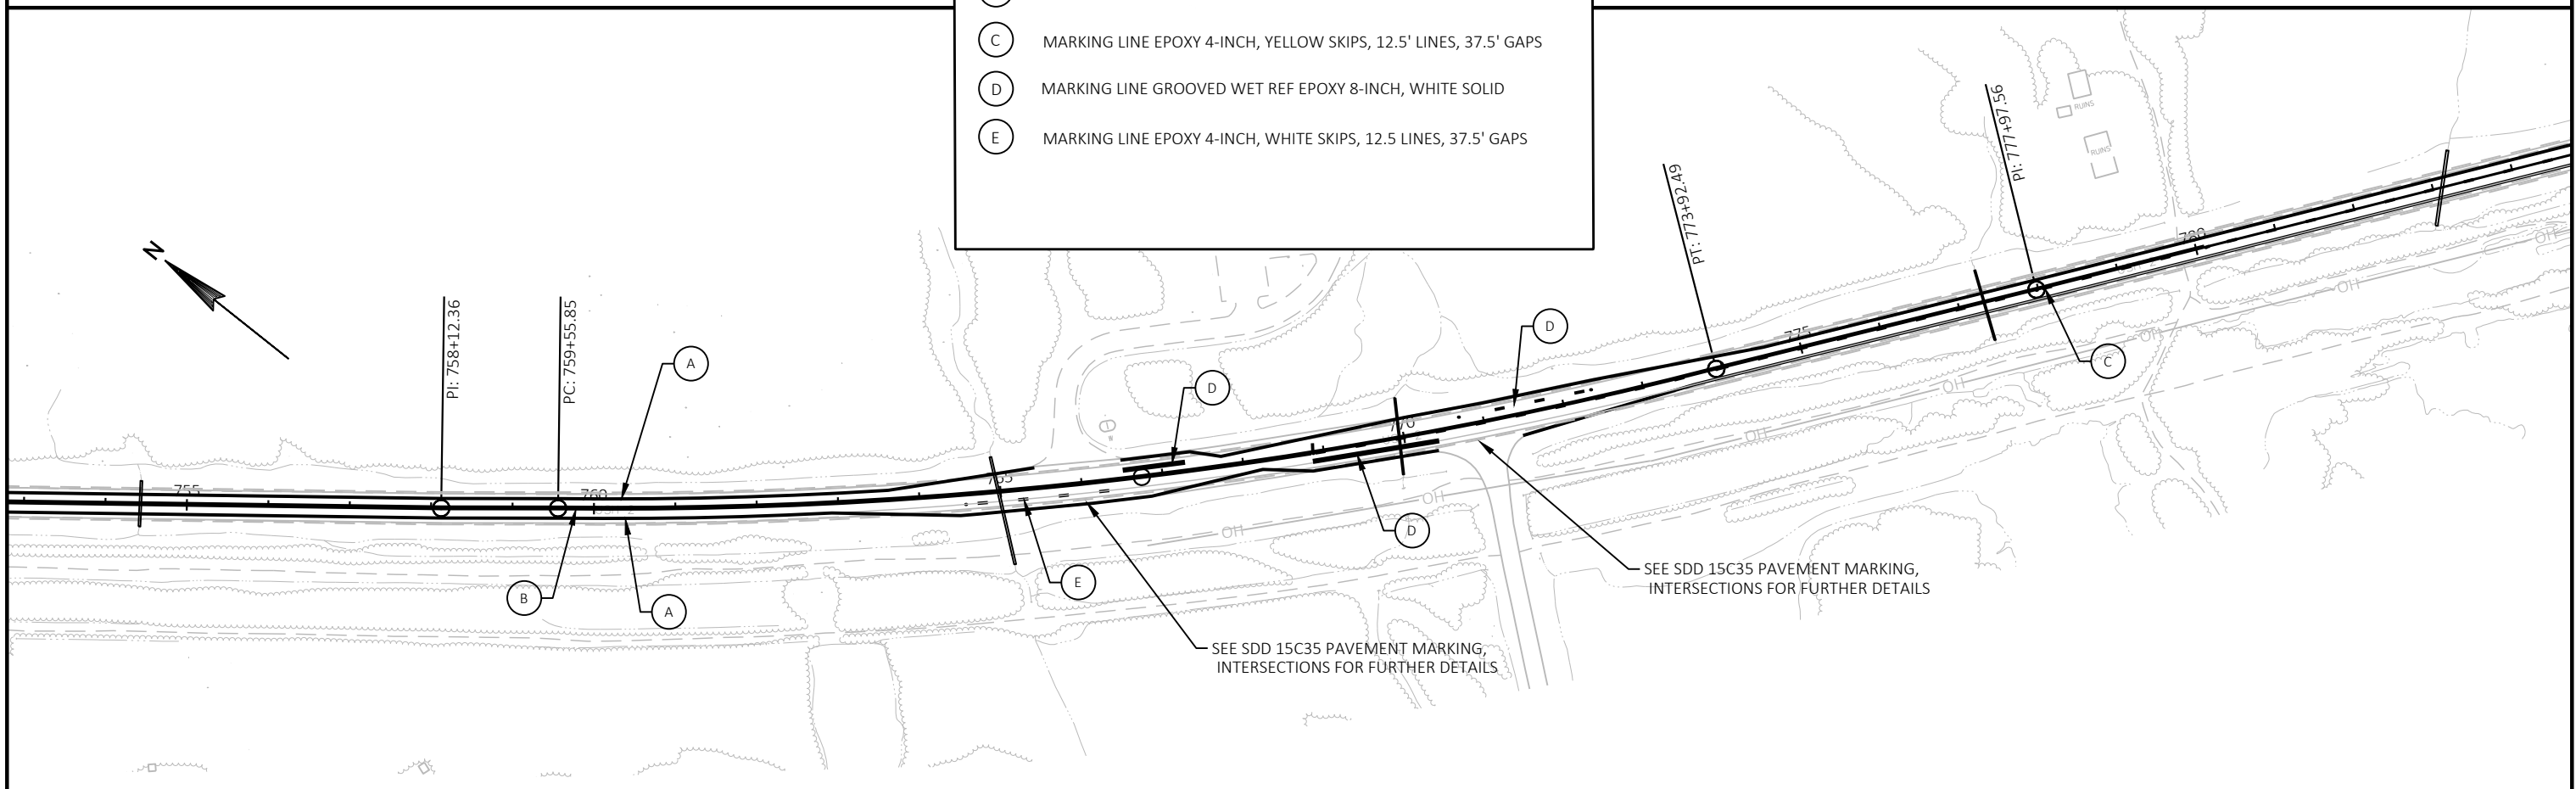 C MARKING LINE EPOXY 4-INCH, YELLOW SKIPS, 12.5' LINES, 37.5' GAPS
D MARKING LINE GROOVED WET REF EPOXY 8-INCH, WHITE SOLID
E MARKING LINE EPOXY 4-INCH, WHITE SKIPS, 12.5 LINES, 37.5' GAPS
RUINS
RUINS
PI: 777+97.56
PT: 773+92.49
N
PI: 758+12.36
PC: 759+55.85
780
OH
OH
OH
775
C
D
A
D
OH
OH
770
W
755
760
765
OH
OH
D
E
B
A
SEE SDD 15C35 PAVEMENT MARKING,
INTERSECTIONS FOR FURTHER DETAILS
SEE SDD 15C35 PAVEMENT MARKING,
INTERSECTIONS FOR FURTHER DETAILS